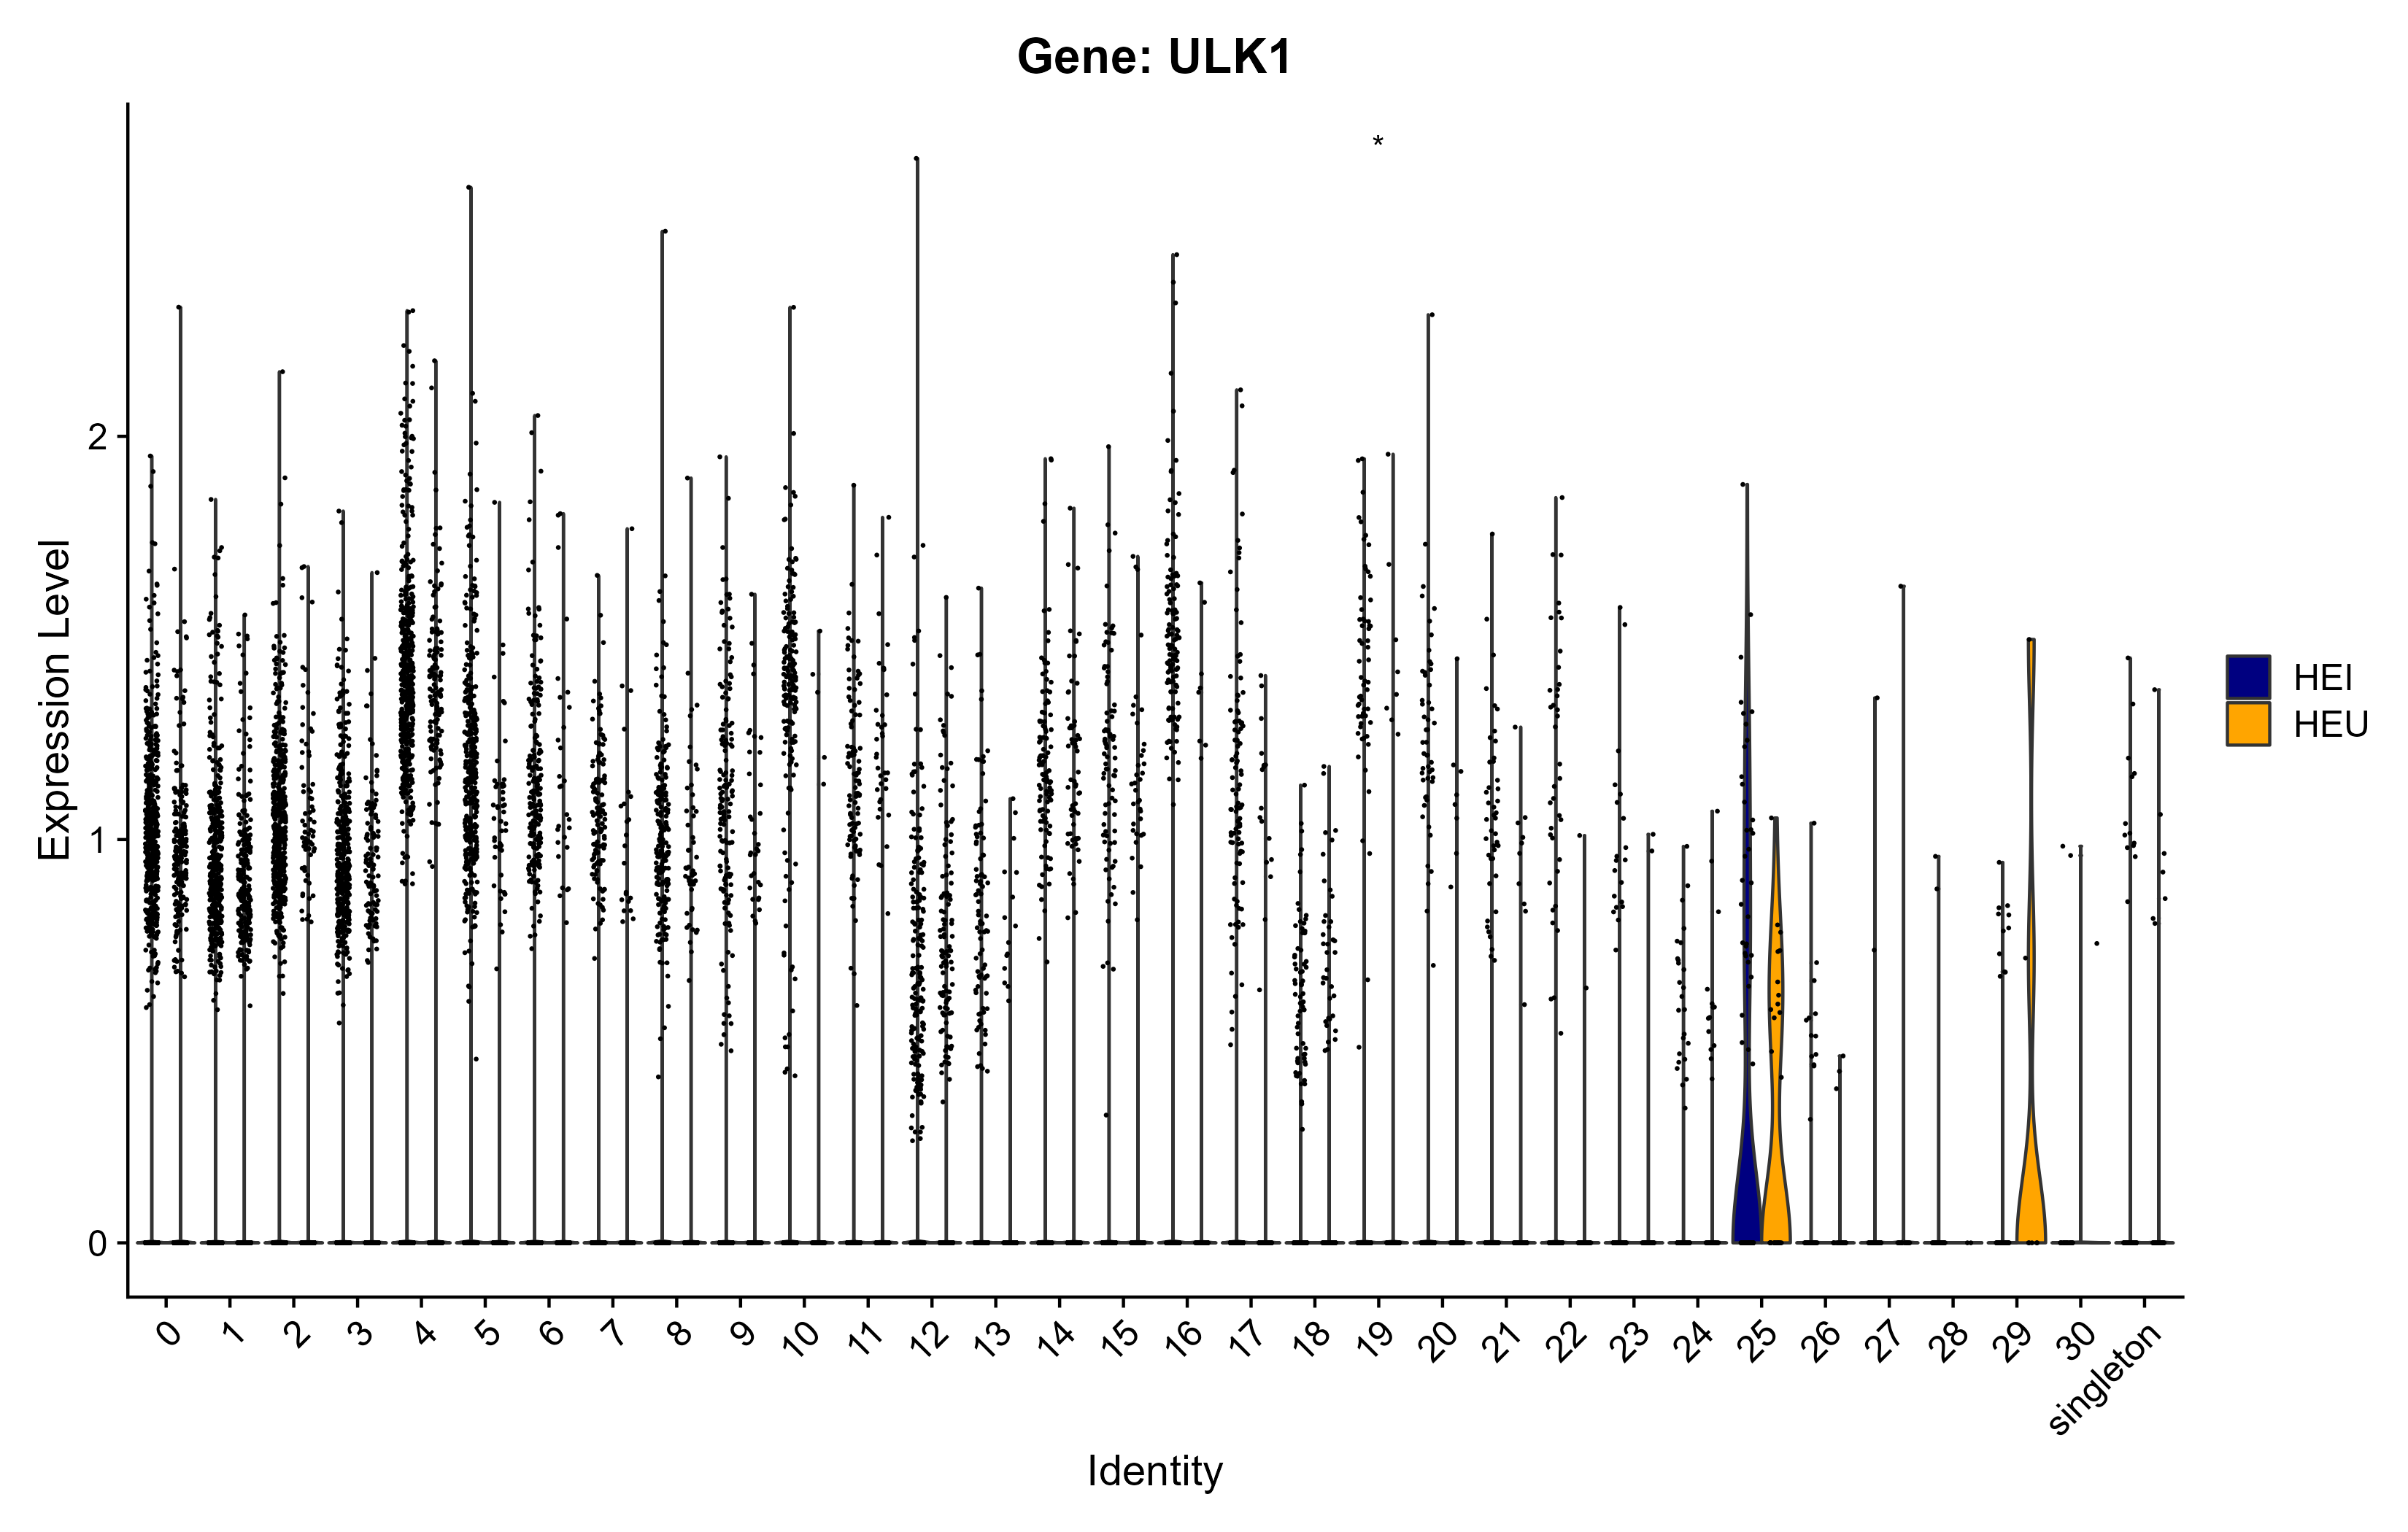 Gene: ULK1
*
Expression Level
2
1
0
HEI
HEU
0 1 2 3 4 5 6 7 8 9 10 11 12 13 14 15 16 17 18 19 20 21 22 23 24 25 26 27 28 29 30 singleton
Identity